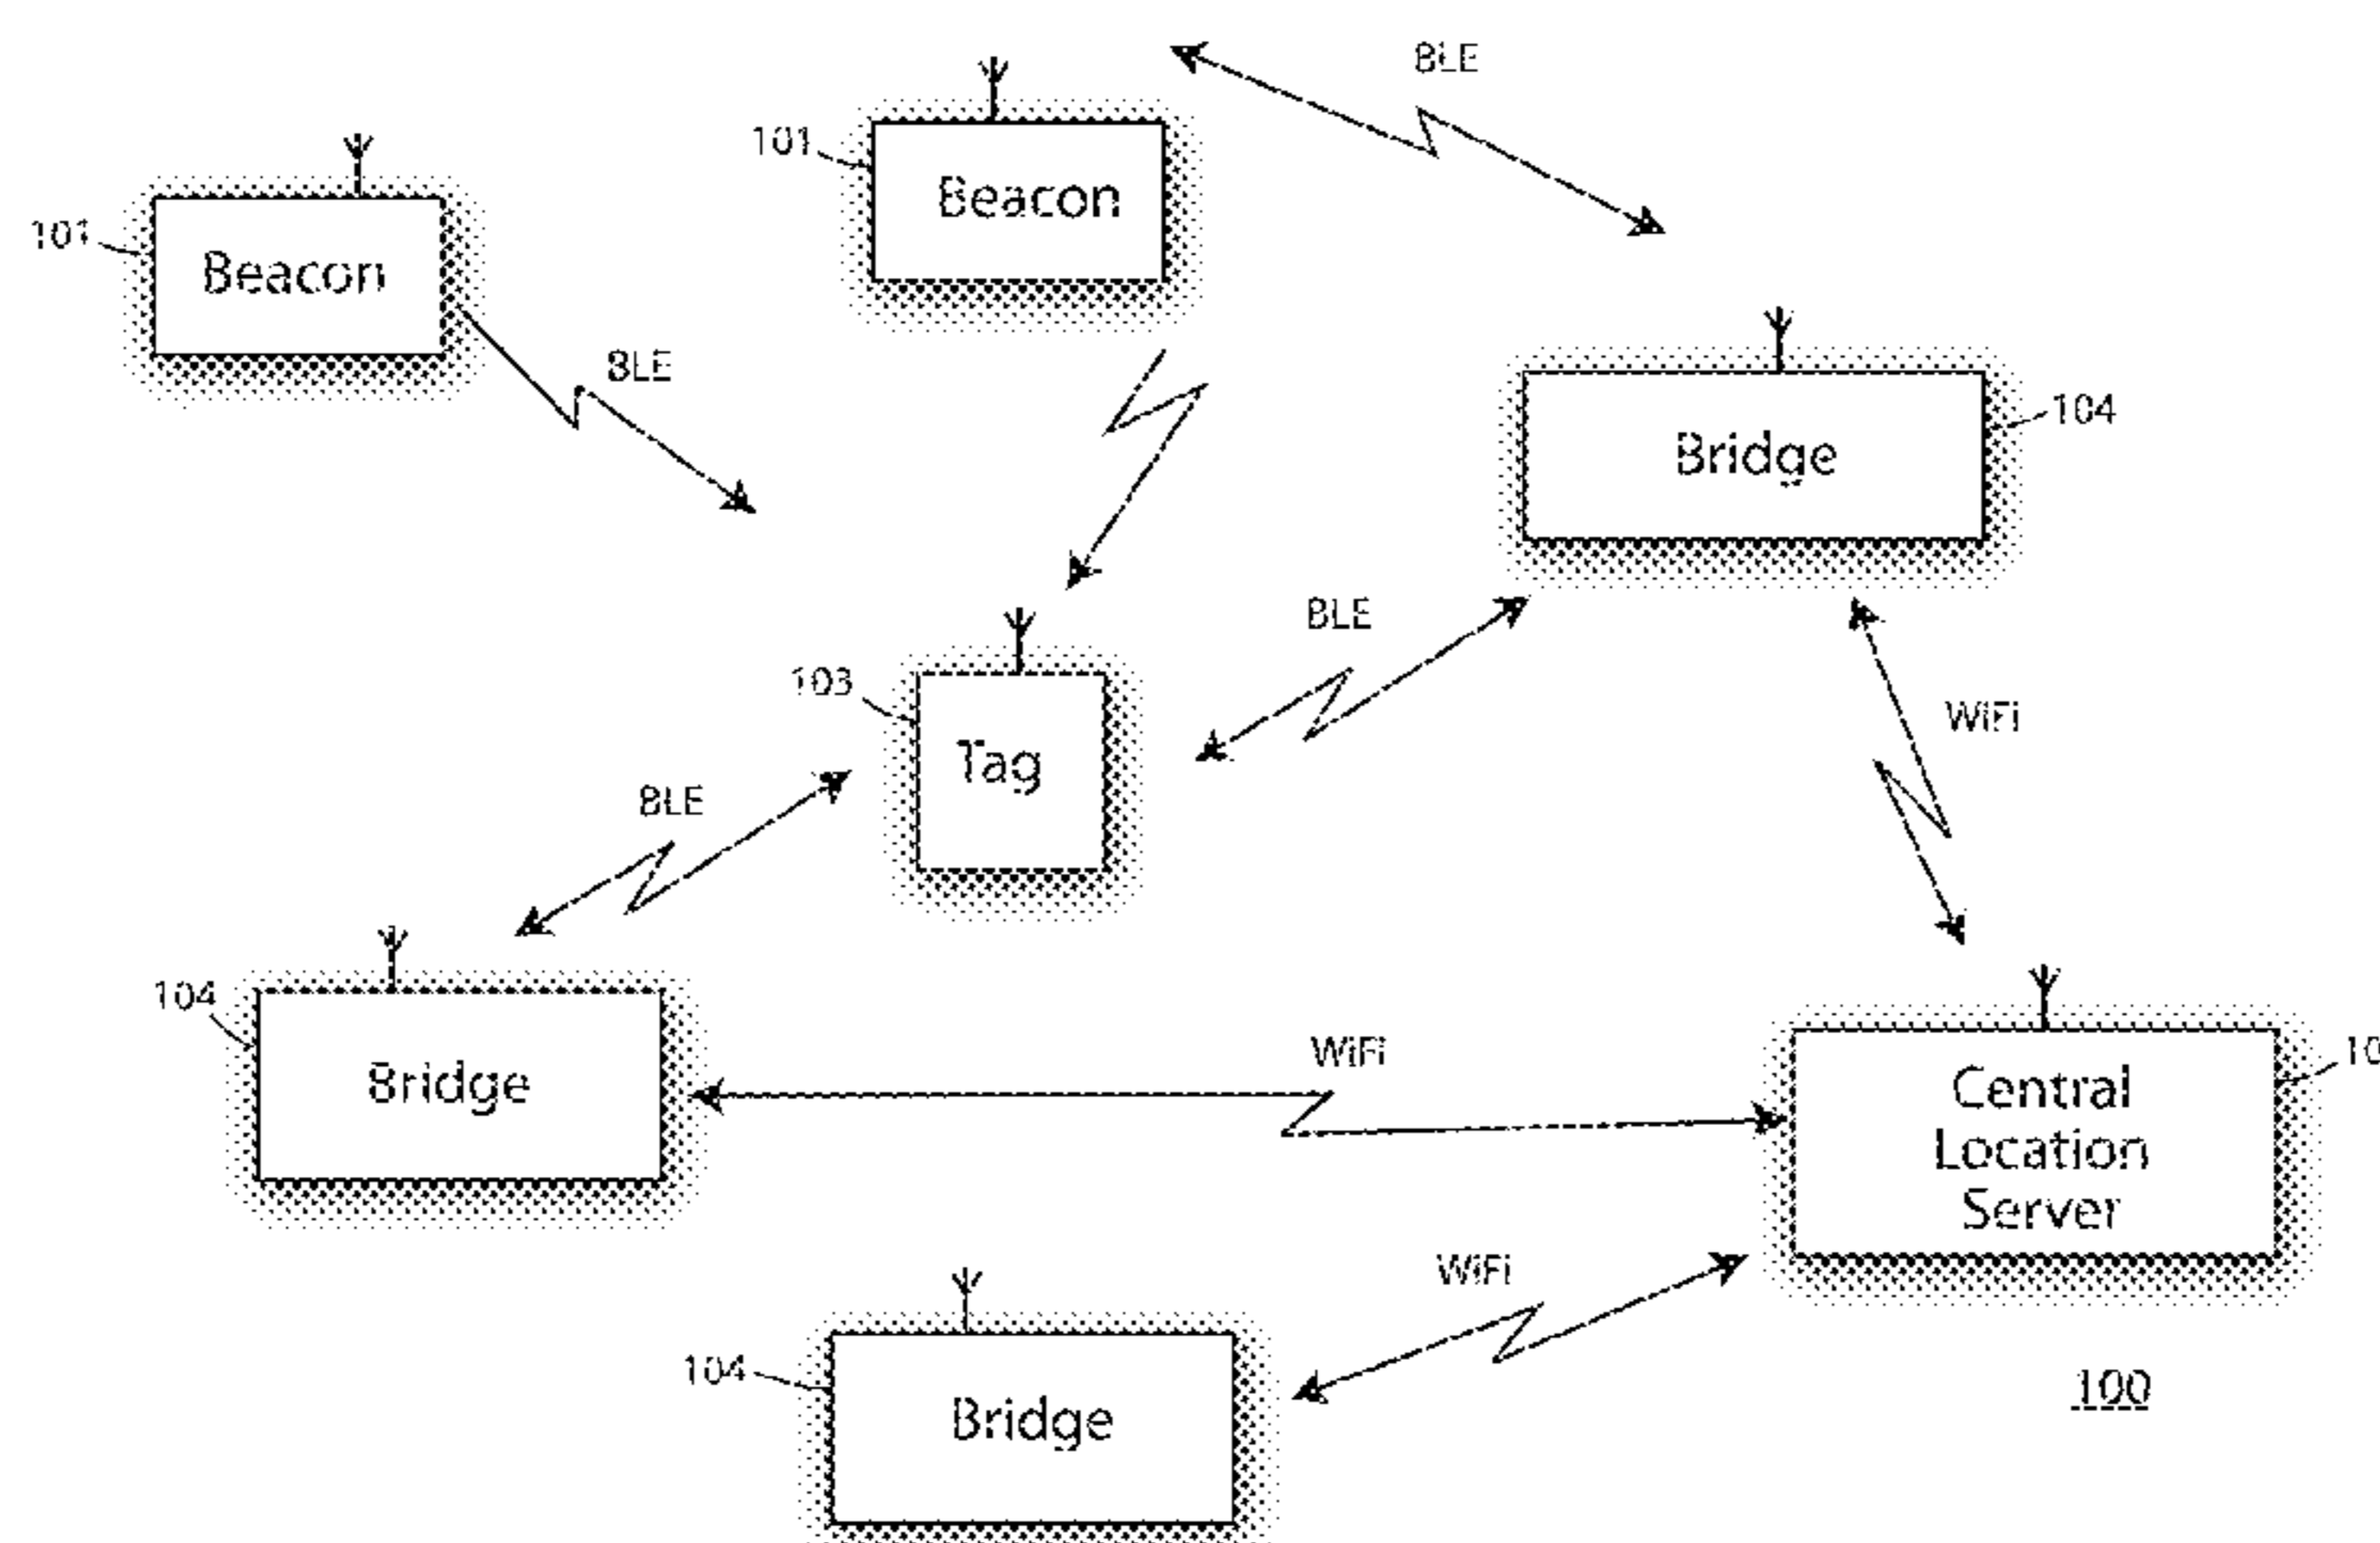 BLE
101
Beacon
101
Beacon
BLE
104
Bridge
BLE
103
Tag
WiFi
BLE
104
Bridge
WiFi
Central
Location
Server
WiFi
104
Bridge
100